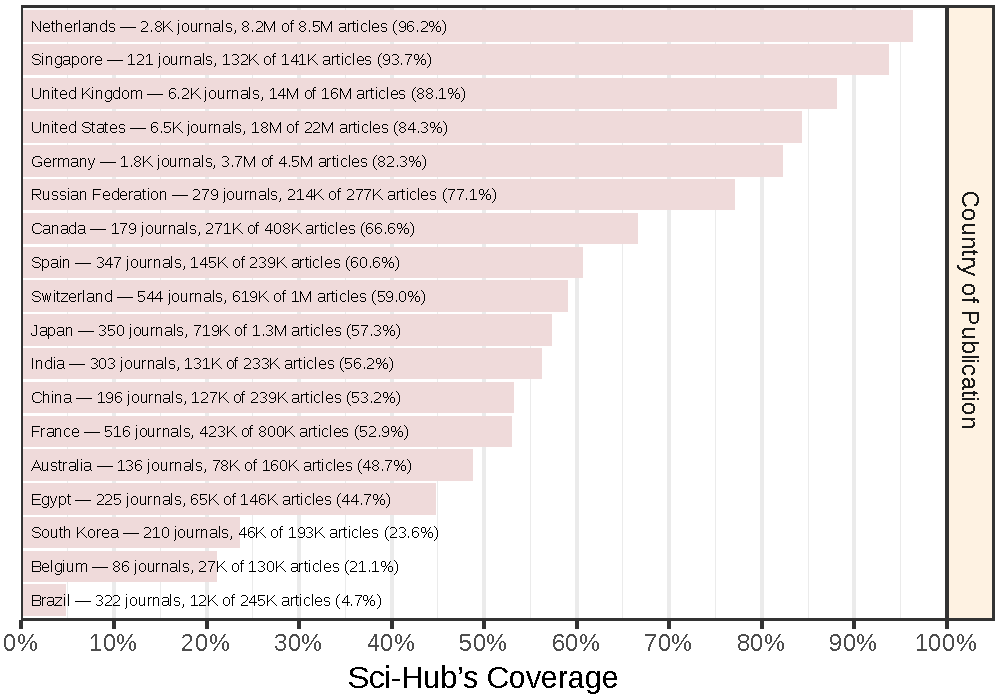 Netherlands — 2.8K journals, 8.2M of 8.5M articles (96.2%)
Singapore — 121 journals, 132K of 141K articles (93.7%)
United Kingdom — 6.2K journals, 14M of 16M articles (88.1%)
United States — 6.5K journals, 18M of 22M articles (84.3%)
Germany — 1.8K journals, 3.7M of 4.5M articles (82.3%)
Russian Federation — 279 journals, 214K of 277K articles (77.1%)
Canada — 179 journals, 271K of 408K articles (66.6%)
Spain — 347 journals, 145K of 239K articles (60.6%)
Switzerland — 544 journals, 619K of 1M articles (59.0%)
Japan — 350 journals, 719K of 1.3M articles (57.3%)
India — 303 journals, 131K of 233K articles (56.2%)
China — 196 journals, 127K of 239K articles (53.2%)
France — 516 journals, 423K of 800K articles (52.9%)
Australia — 136 journals, 78K of 160K articles (48.7%)
Egypt — 225 journals, 65K of 146K articles (44.7%)
South Korea — 210 journals, 46K of 193K articles (23.6%)
Belgium — 86 journals, 27K of 130K articles (21.1%)
Brazil — 322 journals, 12K of 245K articles (4.7%)
Country of Publication
0% 10% 20% 30% 40% 50% 60% 70% 80% 90% 100%
Sci-Hub’s Coverage